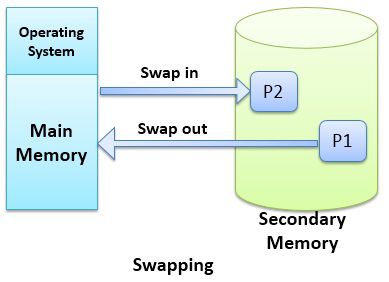 Operating
System
Swap in
P2
Main
Memory
Swap out
P1
Secondary
Memory
Swapping